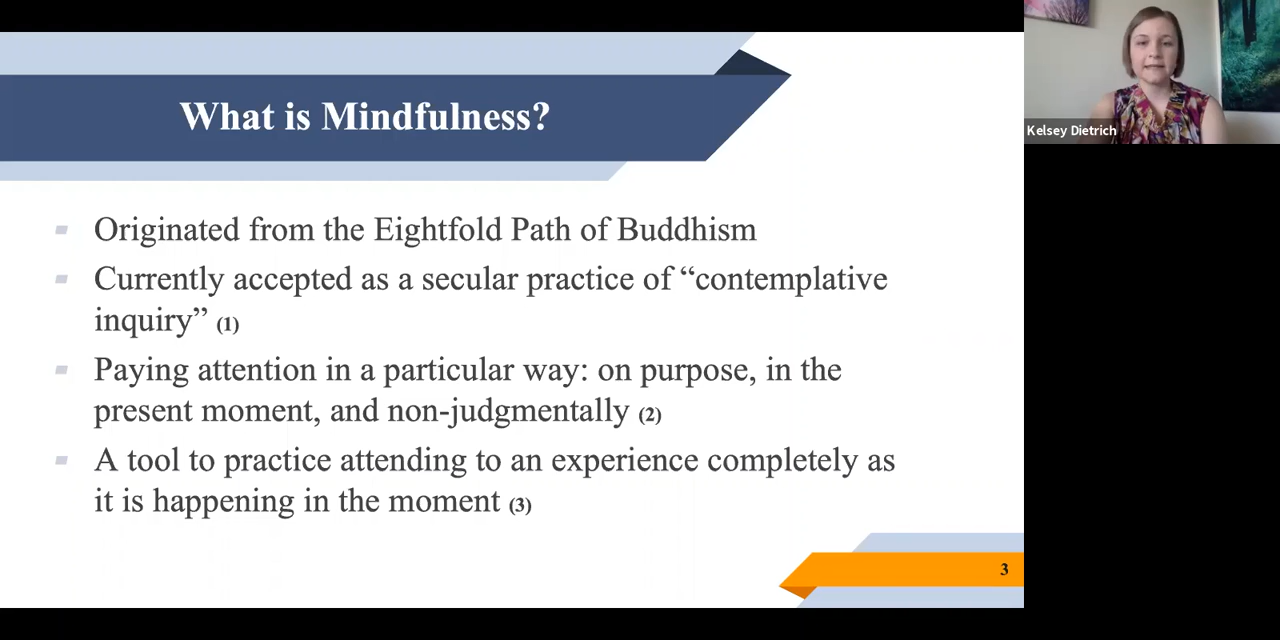 What is Mindfulness?
Kelsey Dietrich
Originated from the Eightfold Path of Buddhism
Currently accepted as a secular practice of “contemplative
inquiry” (1)
Paying attention in a particular way: on purpose, in the
present moment, and non-judgmentally (2)
A tool to practice attending to an experience completely as
it is happening in the moment (3)
3